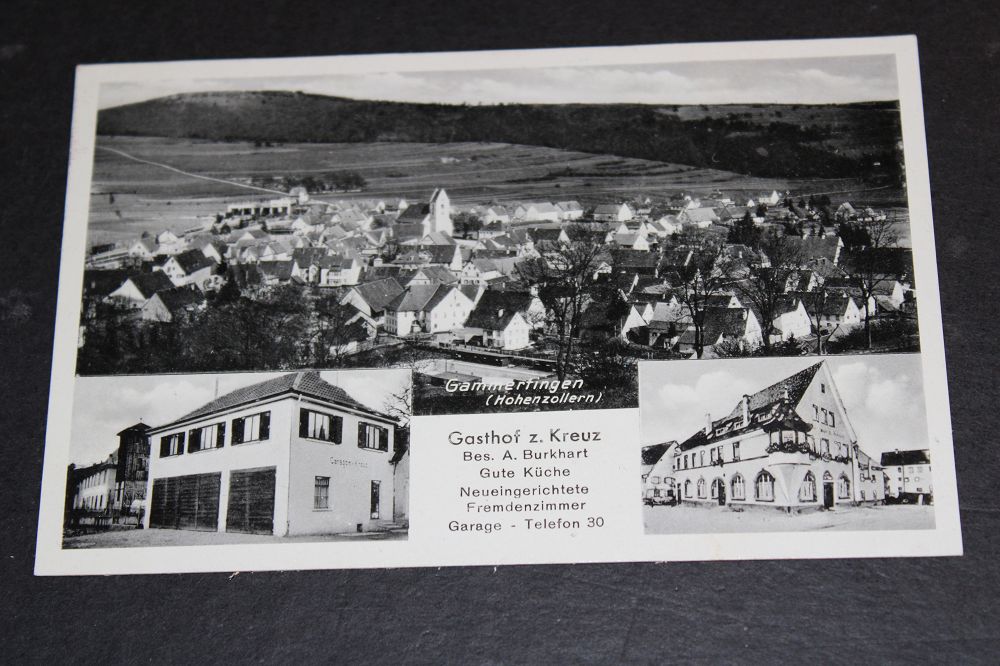 Gammertingen
(Hohenzollern)
Gasthof z. Kreuz
Bes. A. Burkhart
Gute Küche
Neueingerichtete
Fremdenzimmer
Garage - Telefon 30